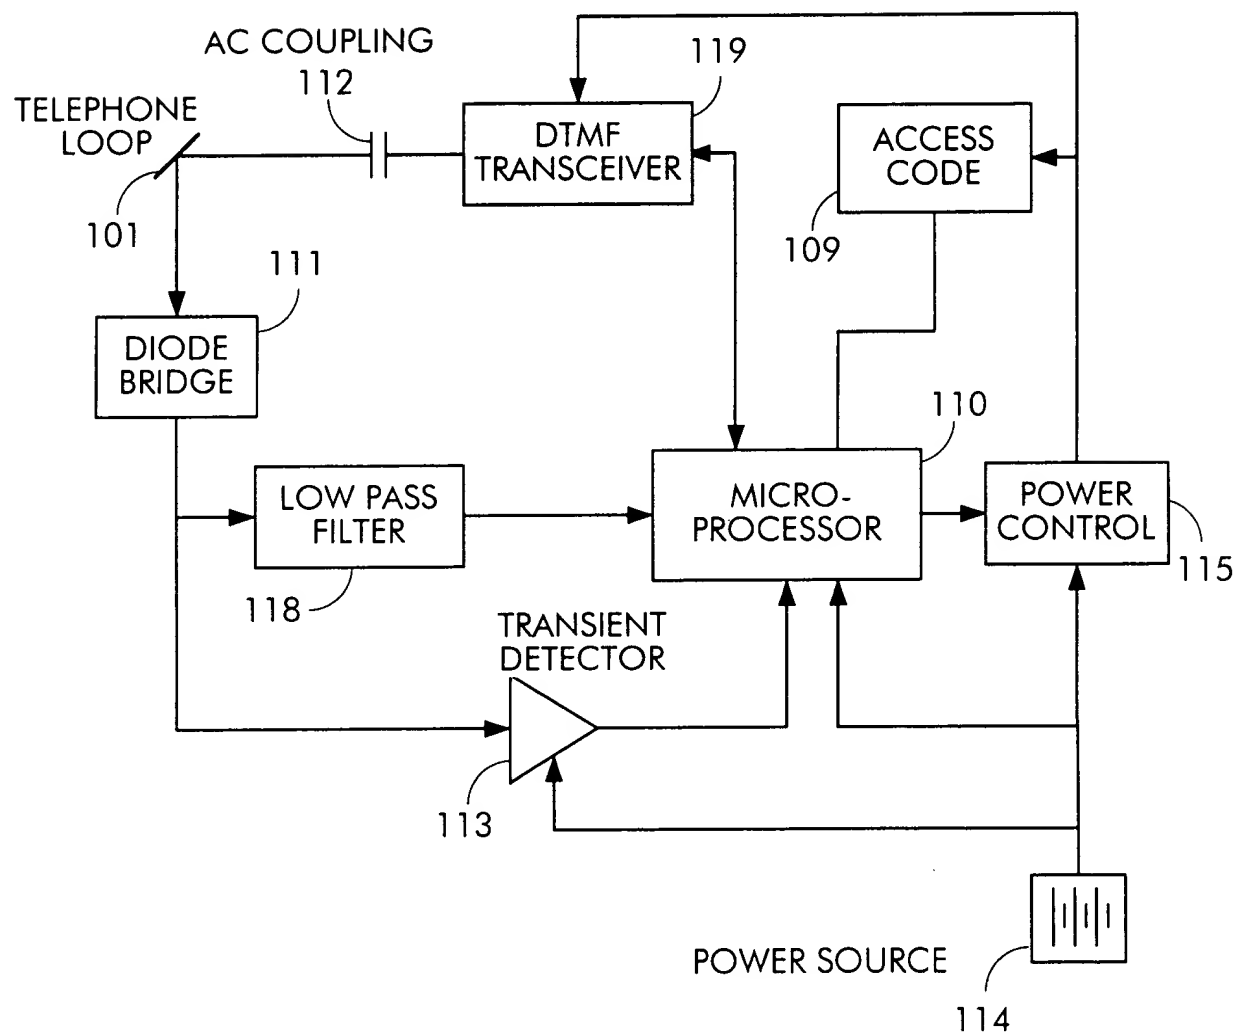 AC COUPLING
112
119
TELEPHONE
LOOP
101
DTMF
TRANSCEIVER
ACCESS
CODE
109
111
DIODE
BRIDGE
110
LOW PASS
FILTER
118
MICRO-
PROCESSOR
POWER
CONTROL
115
TRANSIENT
DETECTOR
113
POWER SOURCE
114